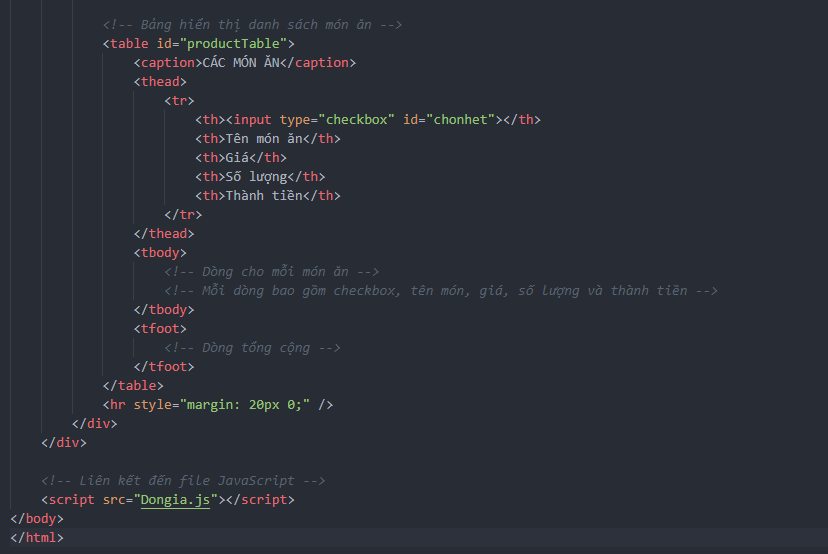 <!-- Bảng hiển thị danh sách món ăn -->
<table id="productTable">
<caption>CÁC MÓN ĂN</caption>
<thead>
<tr>
<th><input type="checkbox" id="chonhet"></th>
<th>Tên món ăn</th>
<th>Giá</th>
<th>Số lượng</th>
<th>Thành tiền</th>
</tr>
</thead>
<tbody>
<!-- Dòng cho mỗi món ăn -->
<!-- Mỗi dòng bao gồm checkbox, tên món, giá, số lượng và thành tiền -->
</tbody>
<tfoot>
<!-- Dòng tổng cộng -->
</tfoot>
</table>
<hr style="margin: 20px 0;" />
</div>
</div>
<!-- Liên kết đến file JavaScript -->
<script src="Dongia.js"></script>
</body>
</html>